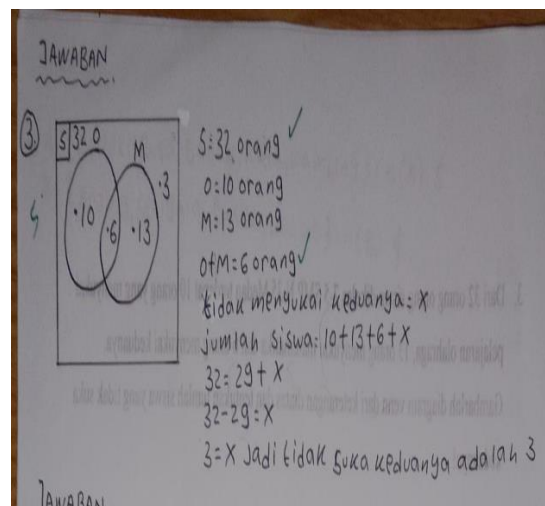 JAWABAN
3
S 32 O M
.3
.10 .6 .13
S: 32 orang
O: 10 orang
M: 13 orang
O+M= 6 orang
tidak menyukai keduanya: x
jumlah siswa: 10+13+6+x
32= 29+x
32-29=x
3=x jadi tidak suka keduanya adalah 3
JAWABAN